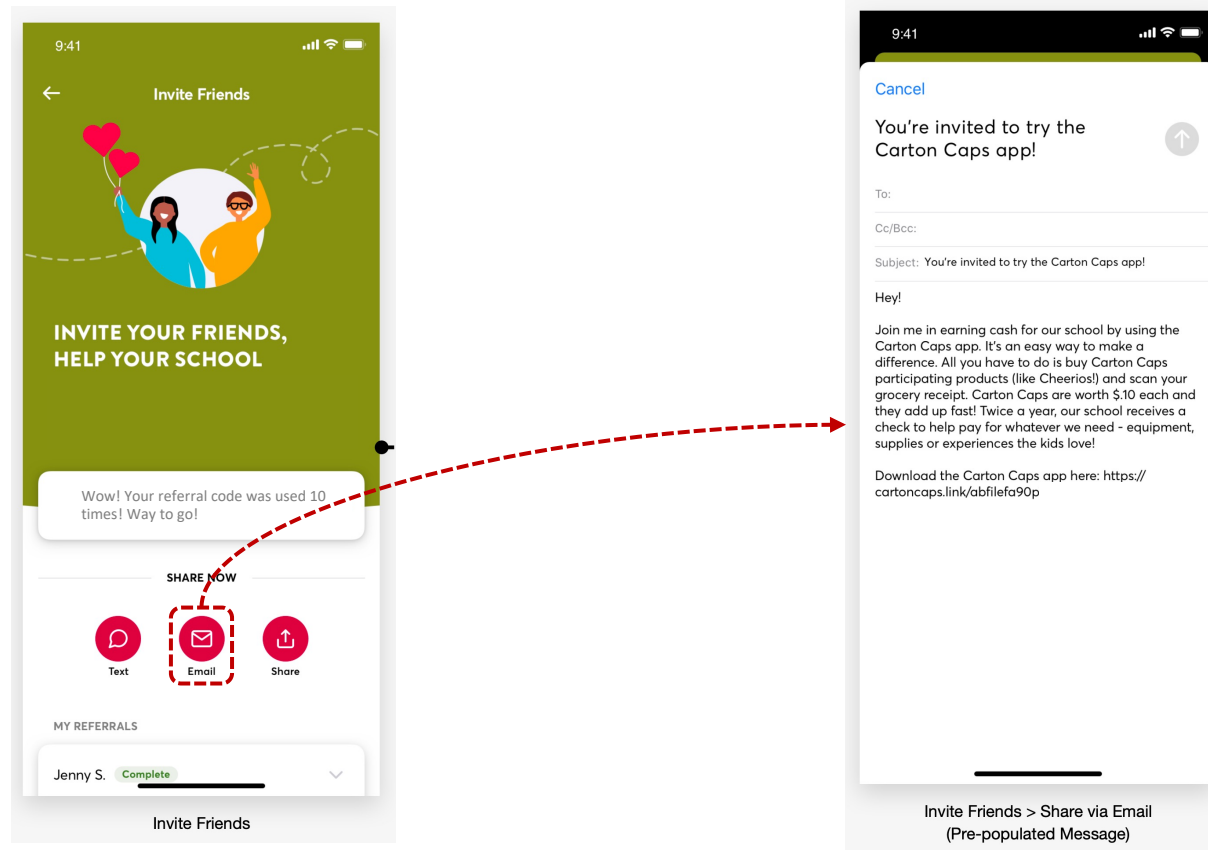 9:41
Invite Friends
INVITE YOUR FRIENDS,
HELP YOUR SCHOOL
Wow! Your referral code was used 10
times! Way to go!
SHARE NOW
Text
Email
Share
MY REFERRALS
Jenny S.
Complete
Invite Friends
9:41
Cancel
You're invited to try the
Carton Caps app!
To:
Cc/Bcc:
Subject: You're invited to try the Carton Caps app!
Hey!
Join me in earning cash for our school by using the
Carton Caps app. It's an easy way to make a
difference. All you have to do is buy Carton Caps
participating products (like Cheerios!) and scan your
grocery receipt. Carton Caps are worth $.10 each and
they add up fast! Twice a year, our school receives a
check to help pay for whatever we need - equipment,
supplies or experiences the kids love!
Download the Carton Caps app here: https://
cartoncaps.link/abfilefa90p
Invite Friends > Share via Email
(Pre-populated Message)